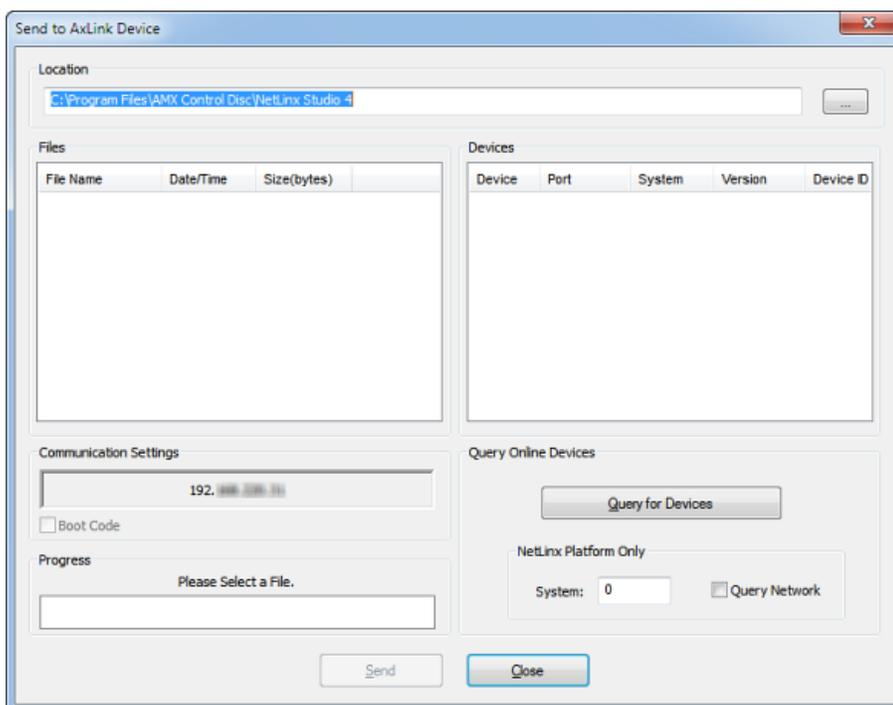 Send to AxLink Device
Location
C:\Program Files\AMX Control Disc\NetLinx Studio 4
...
Files
File Name Date/Time Size(bytes)
Devices
Device Port System Version Device ID
Communication Settings
192.
Boot Code
Progress
Please Select a File.
Query Online Devices
Query for Devices
NetLinx Platform Only
System: 0 Query Network
Send Close